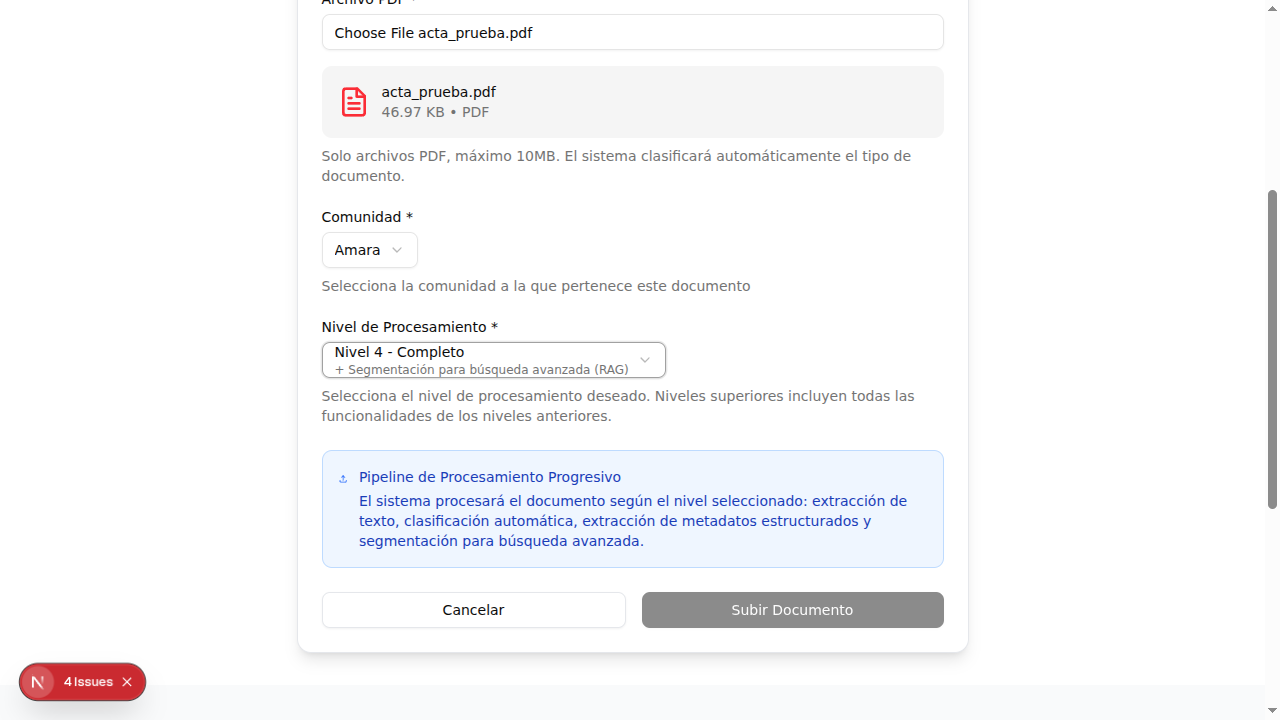 Archivo PDF *
Choose File acta_prueba.pdf
acta_prueba.pdf
46.97 KB • PDF
Solo archivos PDF, máximo 10MB. El sistema clasificará automáticamente el tipo de
documento.
Comunidad *
Amara
Selecciona la comunidad a la que pertenece este documento
Nivel de Procesamiento *
Nivel 4 - Completo
+ Segmentación para búsqueda avanzada (RAG)
Selecciona el nivel de procesamiento deseado. Niveles superiores incluyen todas las
funcionalidades de los niveles anteriores.
Pipeline de Procesamiento Progresivo
El sistema procesará el documento según el nivel seleccionado: extracción de
texto, clasificación automática, extracción de metadatos estructurados y
segmentación para búsqueda avanzada.
Cancelar
Subir Documento
N
4 Issues